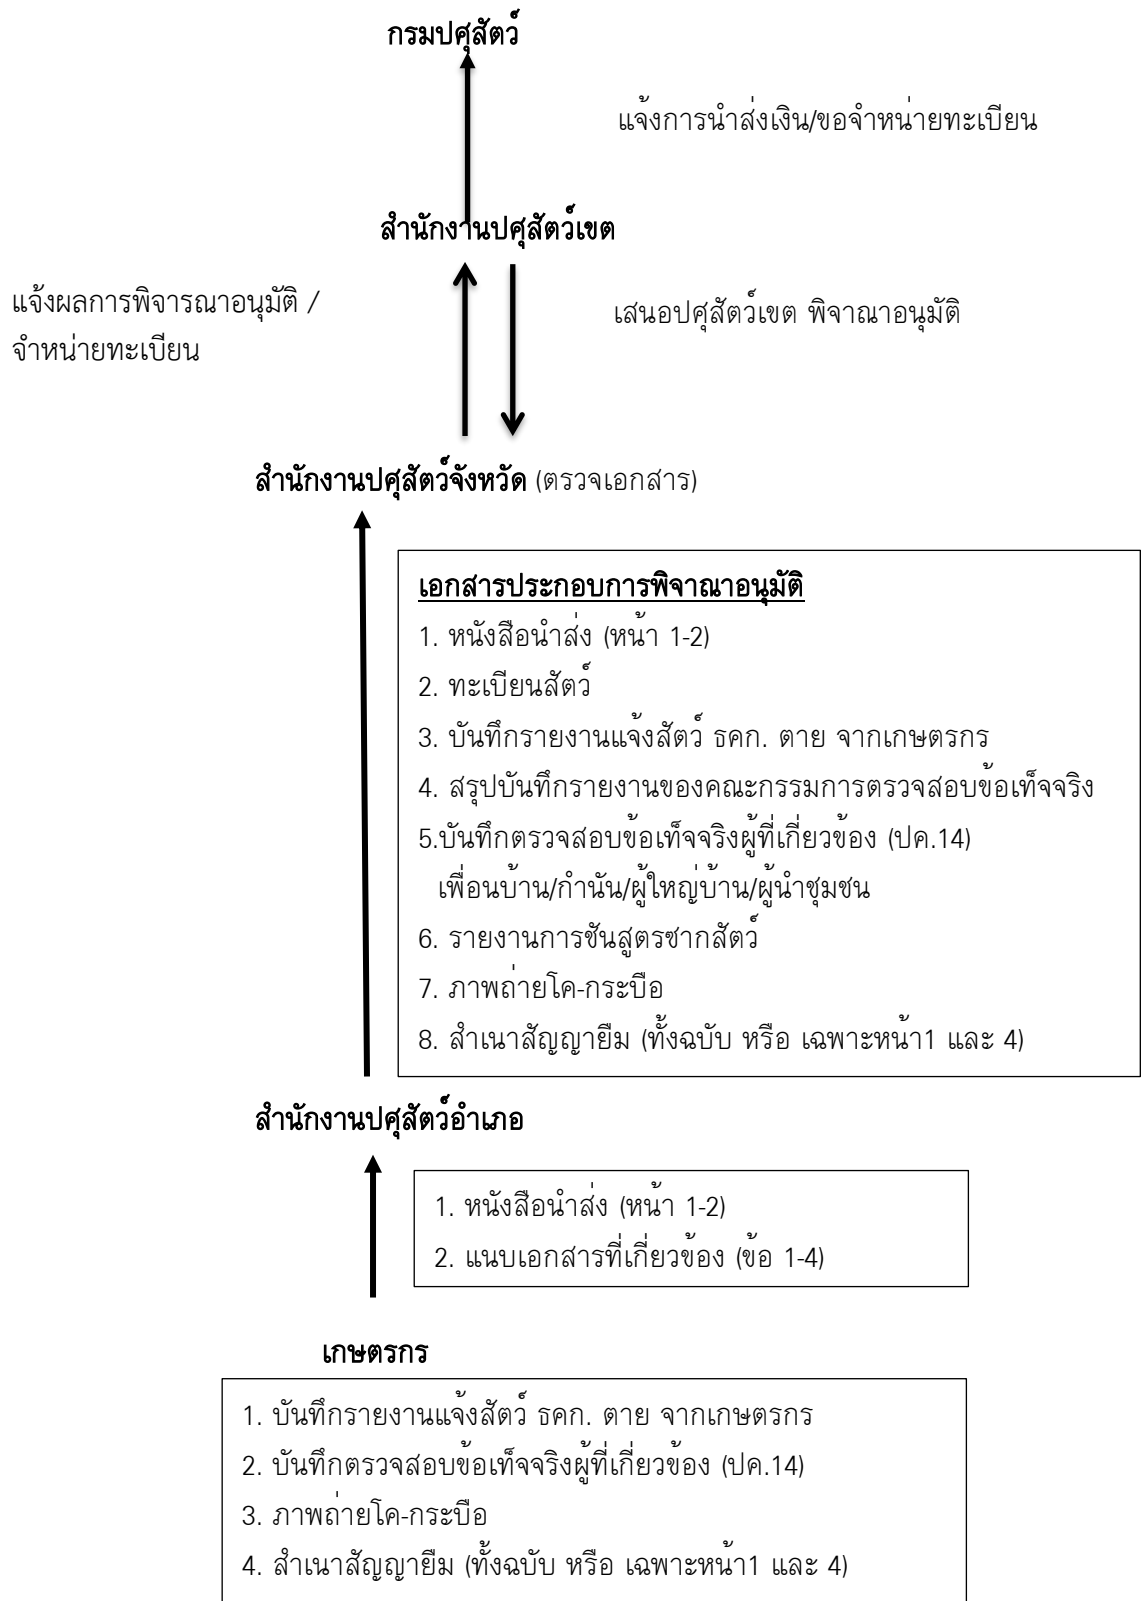 กรมปศุสัตว์
แจ้งการนำส่งเงิน/ขอจำหน่ายทะเบียน
สำนักงานปศุสัตว์เขต
แจ้งผลการพิจารณาอนุมัติ /
จำหน่ายทะเบียน
เสนอปศุสัตว์เขต พิจาณาอนุมัติ
สำนักงานปศุสัตว์จังหวัด (ตรวจเอกสาร)
เอกสารประกอบการพิจาณาอนุมัติ
1. หนังสือนำส่ง (หน้า 1-2)
2. ทะเบียนสัตว์
3. บันทึกรายงานแจ้งสัตว์ ธคก. ตาย จากเกษตรกร
4. สรุปบันทึกรายงานของคณะกรรมการตรวจสอบข้อเท็จจริง
5.บันทึกตรวจสอบข้อเท็จจริงผู้ที่เกี่ยวข้อง (ปค.14)
เพื่อนบ้าน/กำนัน/ผู้ใหญ่บ้าน/ผู้นำชุมชน
6. รายงานการชันสูตรซากสัตว์
7. ภาพถ่ายโค-กระบือ
8. สำเนาสัญญายืม (ทั้งฉบับ หรือ เฉพาะหน้า1 และ 4)
สำนักงานปศุสัตว์อำเภอ
1. หนังสือนำส่ง (หน้า 1-2)
2. แนบเอกสารที่เกี่ยวข้อง (ข้อ 1-4)
เกษตรกร
1. บันทึกรายงานแจ้งสัตว์ ธคก. ตาย จากเกษตรกร
2. บันทึกตรวจสอบข้อเท็จจริงผู้ที่เกี่ยวข้อง (ปค.14)
3. ภาพถ่ายโค-กระบือ
4. สำเนาสัญญายืม (ทั้งฉบับ หรือ เฉพาะหน้า1 และ 4)